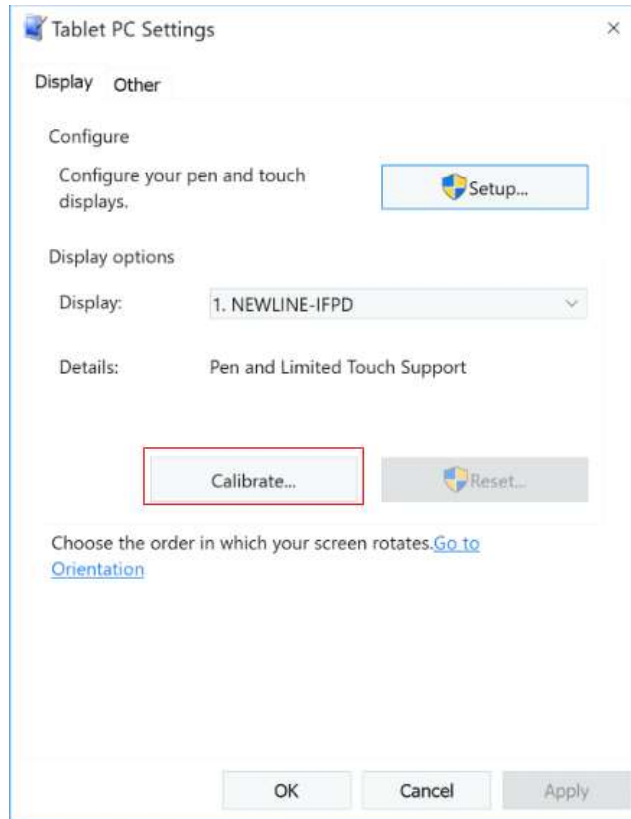 Tablet PC Settings
Display
Other
Configure
Configure your pen and touch
displays.
Setup...
Display options
Display:
1. NEWLINE-IFPD
Details:
Pen and Limited Touch Support
Calibrate...
Reset...
Choose the order in which your screen rotates.Go to
Orientation
OK
Cancel
Apply